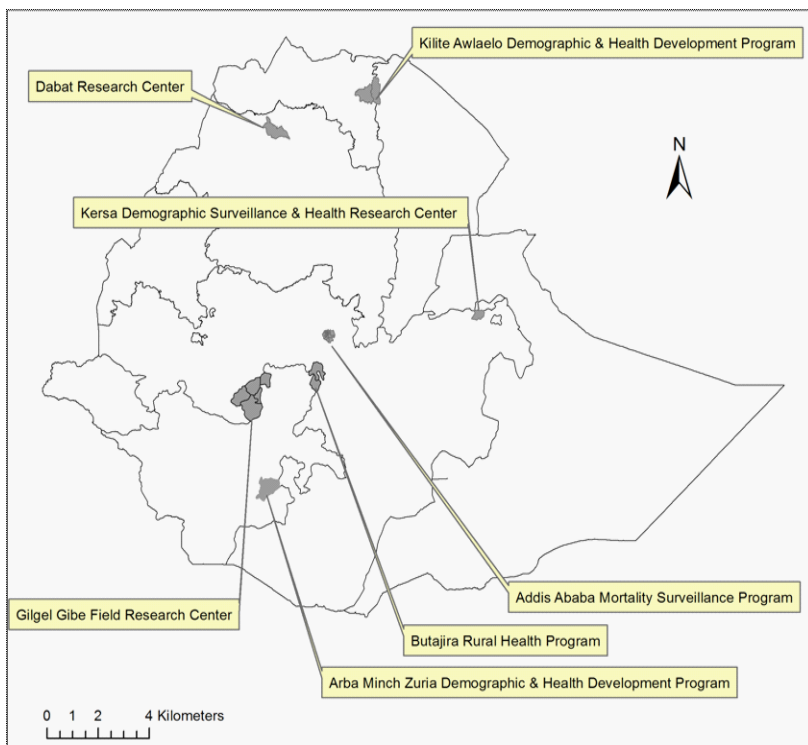 Kilite Awlaelo Demographic & Health Development Program
Dabat Research Center
N
Kersa Demographic Surveillance & Health Research Center
Addis Ababa Mortality Surveillance Program
Gilgel Gibe Field Research Center
Butajira Rural Health Program
Arba Minch Zuria Demographic & Health Development Program
0 1 2 4 Kilometers